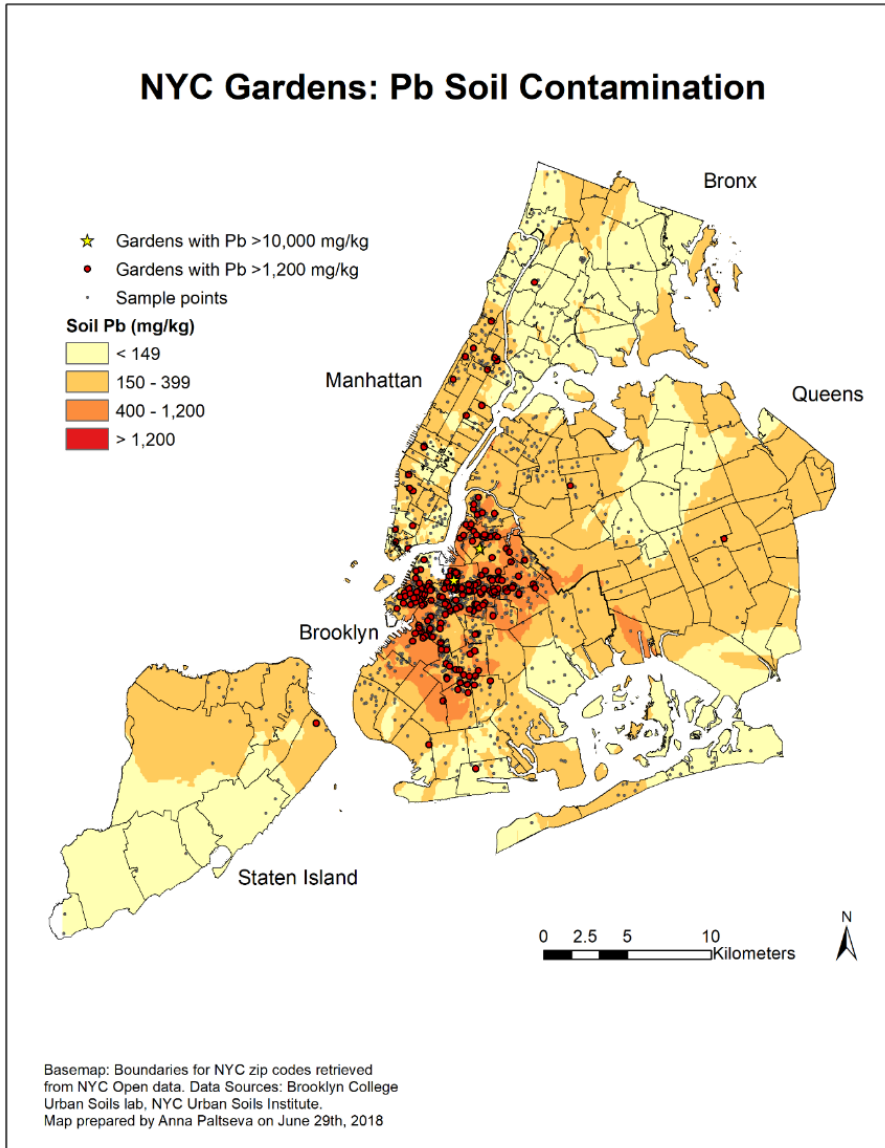 NYC Gardens: Pb Soil Contamination
Bronx
Gardens with Pb >10,000 mg/kg
Gardens with Pb >1,200 mg/kg
Sample points
Soil Pb (mg/kg)
< 149
150 - 399
400 - 1,200
> 1,200
Manhattan
Queens
Brooklyn
Staten Island
N
0 2.5 5 10
Kilometers
Basemap: Boundaries for NYC zip codes retrieved
from NYC Open data. Data Sources: Brooklyn College
Urban Soils lab, NYC Urban Soils Institute.
Map prepared by Anna Paltseva on June 29th, 2018